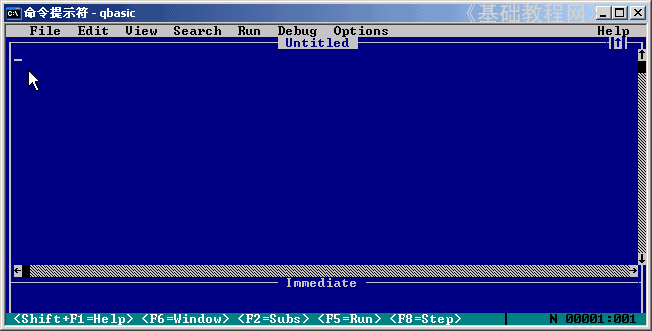 命令提示符 - qbasic
《基础教程网
File Edit View Search Run Debug Options Help
Untitled
Immediate
<Shift+F1=Help> <F6=Window> <F2=Subs> <F5=Run> <F8=Step> N 00001:001